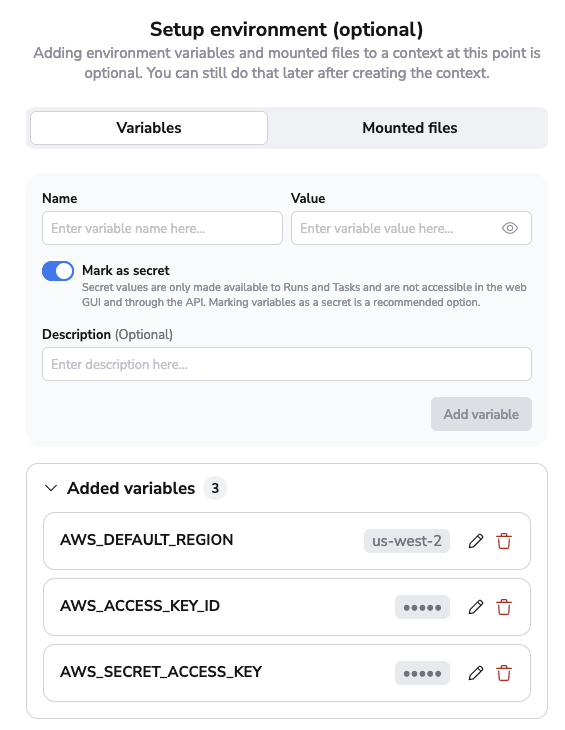 Setup environment (optional)
Adding environment variables and mounted files to a context at this point is
optional. You can still do that later after creating the context.
Variables
Mounted files
Name
Value
Enter variable name here...
Enter variable value here...
Mark as secret
Secret values are only made available to Runs and Tasks and are not accessible in the web
GUI and through the API. Marking variables as a secret is a recommended option.
Description (Optional)
Enter description here...
Add variable
Added variables 3
AWS_DEFAULT_REGION
us-west-2
AWS_ACCESS_KEY_ID
•••••
AWS_SECRET_ACCESS_KEY
•••••